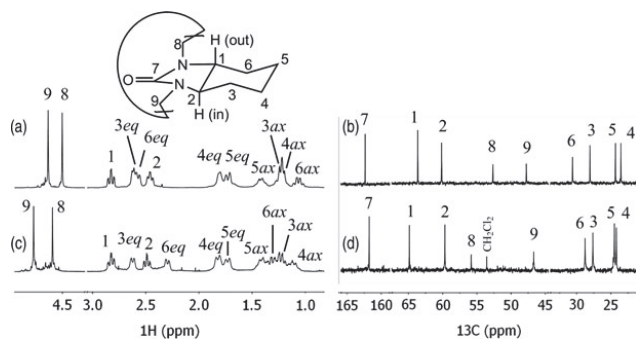 8
H (out)
5
7
N
1
6
O
N
2
3
4
9
H (in)
9
8
3eq
6eq
1
2
4eq
5eq
3ax
4ax
5ax
6ax
(a)
7
1
2
8
9
6
3
5
4
(b)
9
8
1
3eq
2
6eq
4eq
5eq
5ax
6ax
3ax
4ax
(c)
7
1
2
8
CH2Cl2
9
6
3
5
4
(d)
4.5 3.0 2.5 2.0 1.5 1.0
1H (ppm)
165 165 65 60 55 50 45 30 25
13C (ppm)